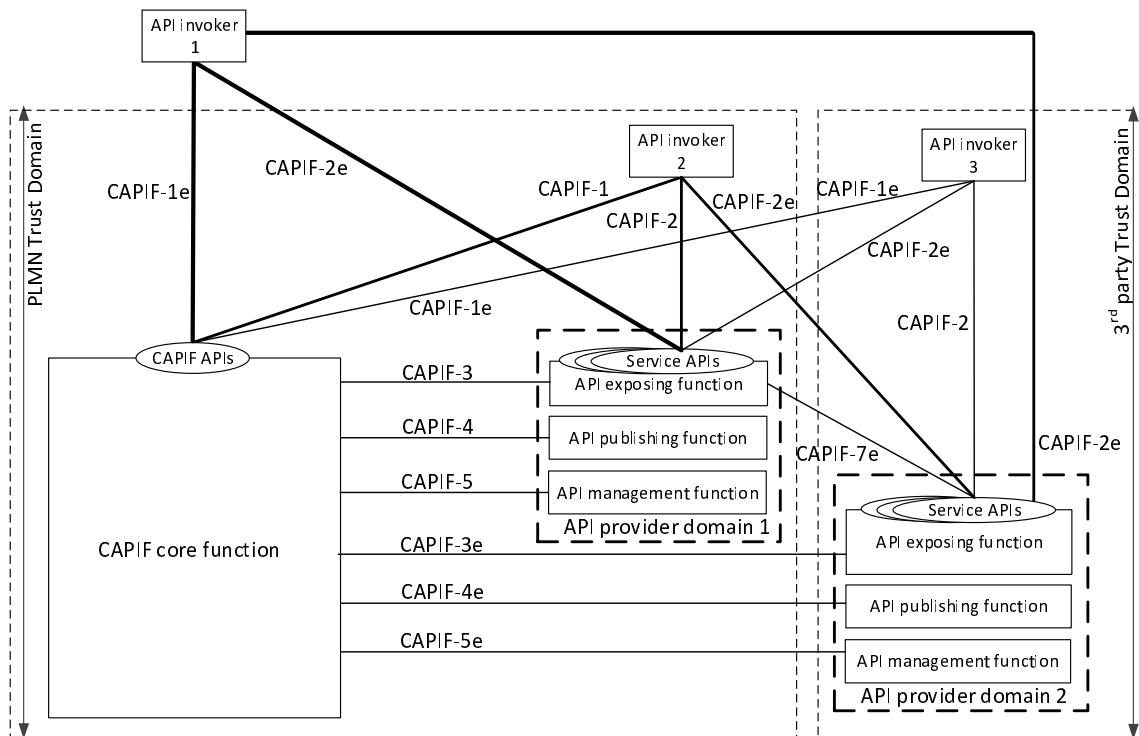 API invoker
1
PLMN Trust Domain
3rd party Trust Domain
API invoker
2
API invoker
3
CAPIF-2e
CAPIF-1e
CAPIF-1
CAPIF-2e
CAPIF-1e
CAPIF-2
CAPIF-2e
CAPIF-1e
CAPIF-2
CAPIF APIs
Service APIs
API exposing function
CAPIF-3
CAPIF-4
API publishing function
CAPIF-7e
CAPIF-2e
CAPIF-5
API management function
API provider domain 1
Service APIs
API exposing function
CAPIF core function
CAPIF-3e
CAPIF-4e
API publishing function
CAPIF-5e
API management function
API provider domain 2